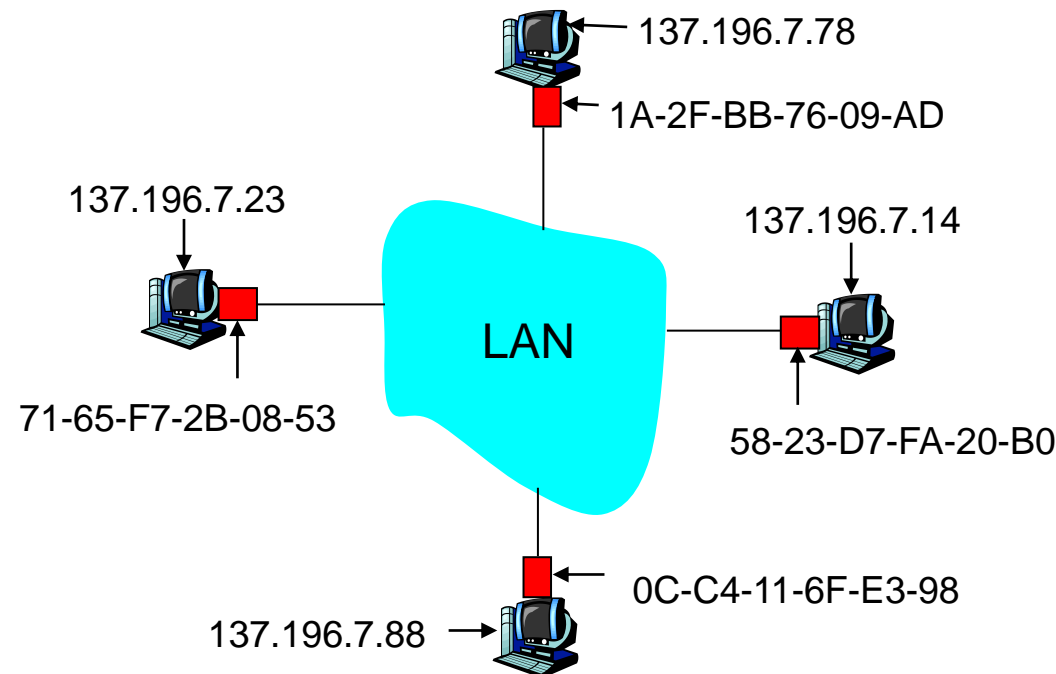 137.196.7.78
1A-2F-BB-76-09-AD
137.196.7.23
137.196.7.14
LAN
71-65-F7-2B-08-53
58-23-D7-FA-20-B0
0C-C4-11-6F-E3-98
137.196.7.88